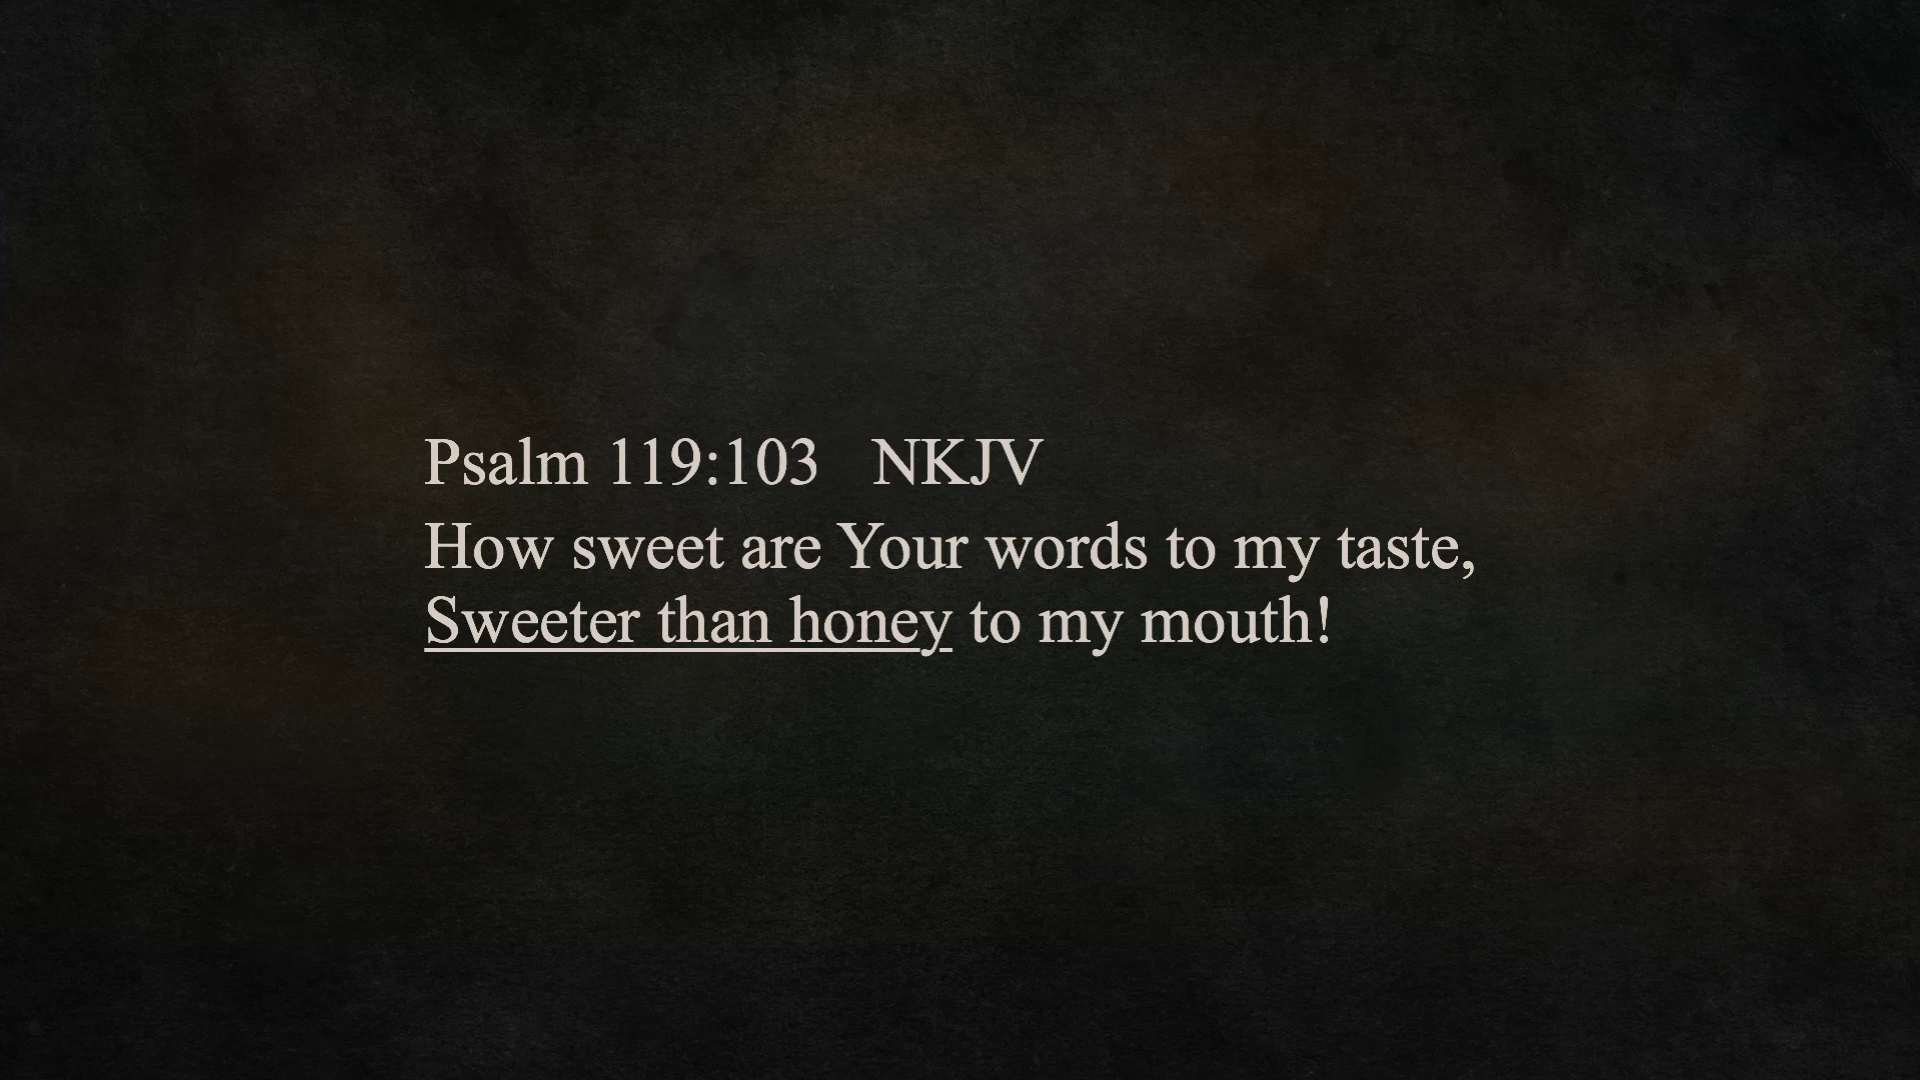 Psalm 119:103   NKJV
How sweet are Your words to my taste,
Sweeter than honey to my mouth!